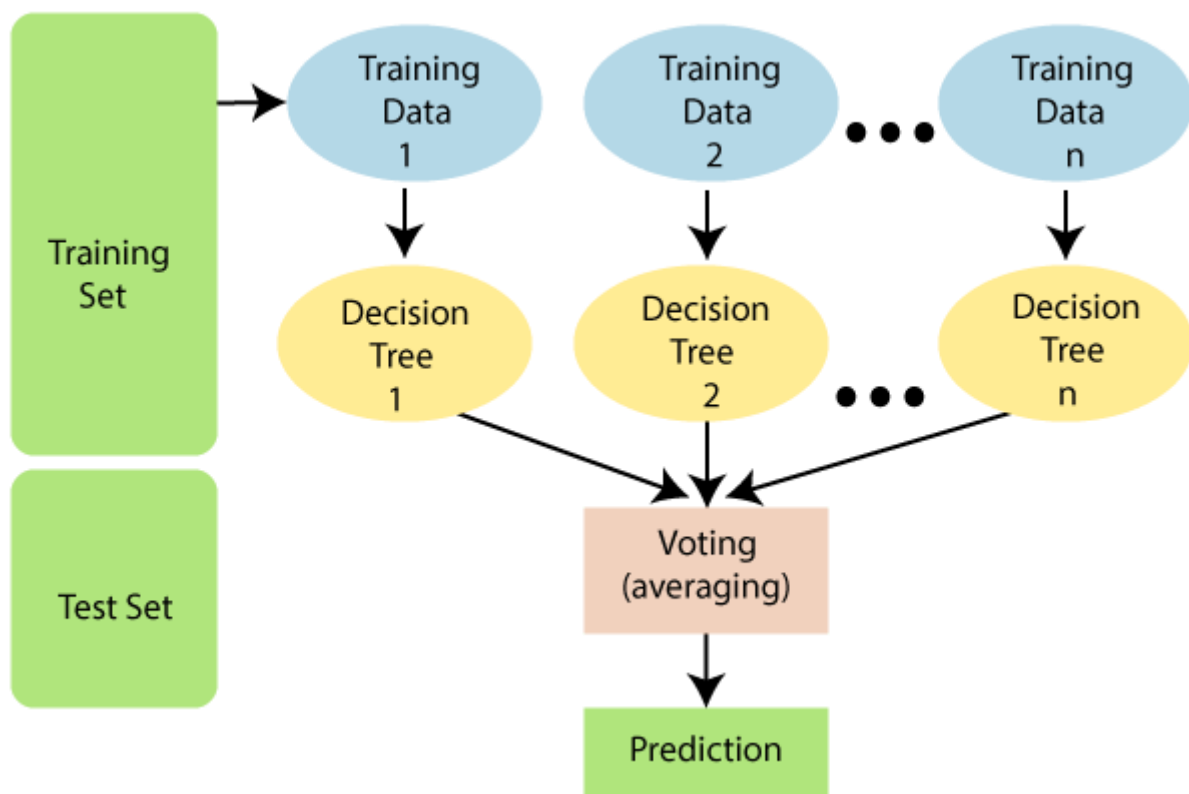 Training
Data
1
Training
Data
2
Training
Data
n
Training
Set
Decision
Tree
1
Decision
Tree
2
Decision
Tree
n
Voting
(averaging)
Test Set
Prediction